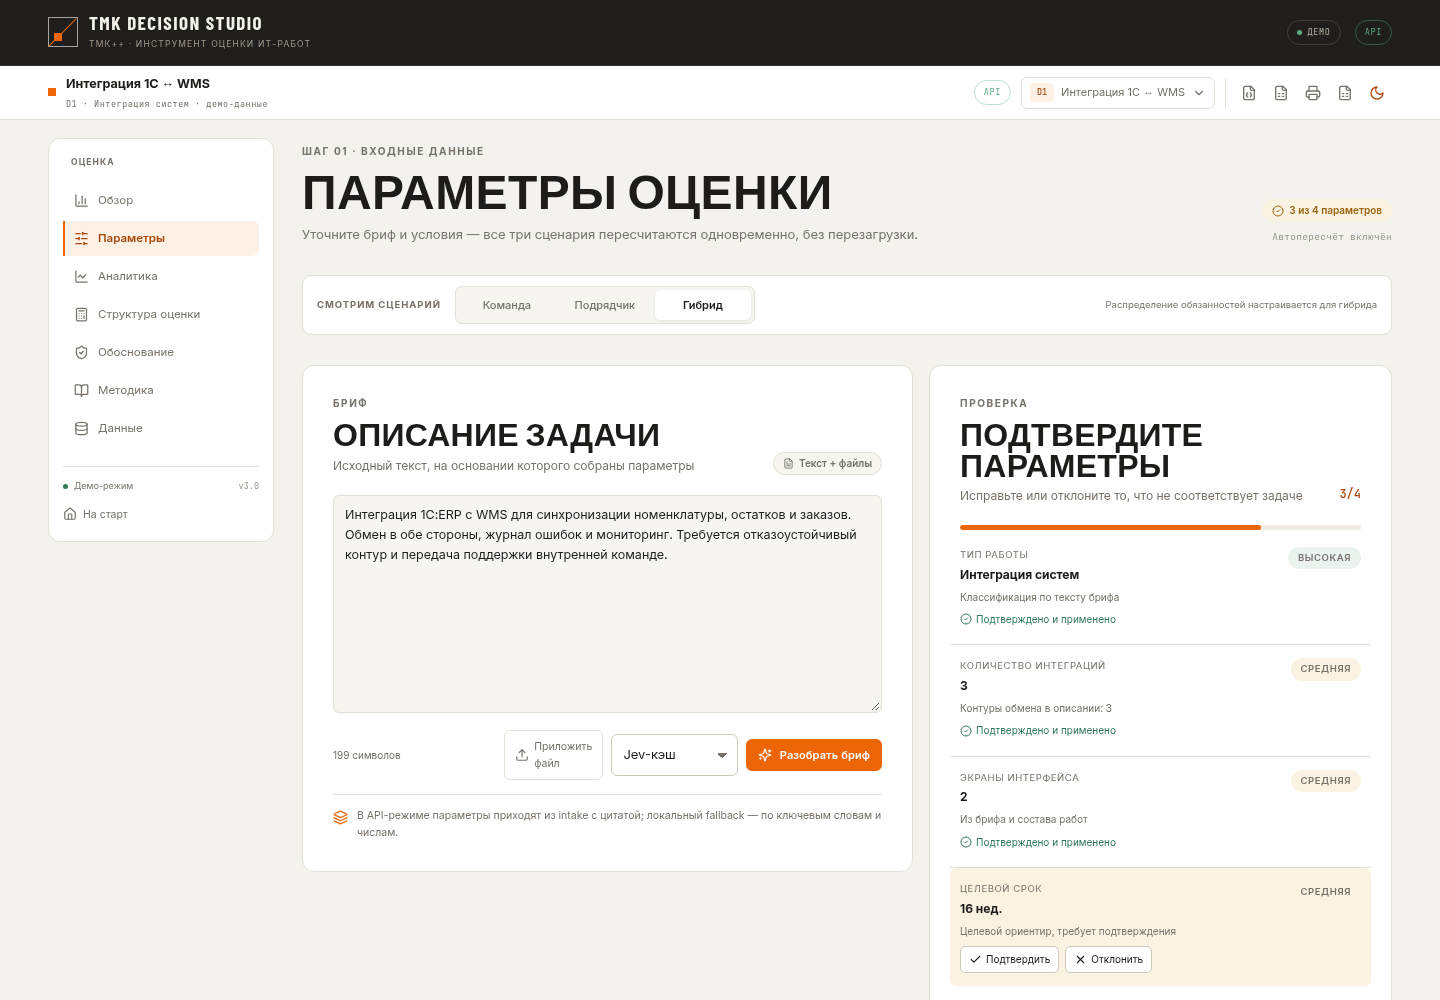 TMK DECISION STUDIO
ТМК++ · ИНСТРУМЕНТ ОЦЕНКИ ИТ-РАБОТ
ДЕМО
API
Интеграция 1С ↔ WMS
D1 · Интеграция систем · демо-данные
API
D1 Интеграция 1С ↔ WMS
ОЦЕНКА
Обзор
Параметры
Аналитика
Структура оценки
Обоснование
Методика
Данные
Демо-режим
v3.0
На старт
ШАГ 01 · ВХОДНЫЕ ДАННЫЕ
ПАРАМЕТРЫ ОЦЕНКИ
Уточните бриф и условия — все три сценария пересчитаются одновременно, без перезагрузки.
3 из 4 параметров
Автопересчёт включён
СМОТРИМ СЦЕНАРИЙ
Команда
Подрядчик
Гибрид
Распределение обязанностей настраивается для гибрида
БРИФ
ОПИСАНИЕ ЗАДАЧИ
Исходный текст, на основании которого собраны параметры
Текст + файлы
Интеграция 1С:ERP с WMS для синхронизации номенклатуры, остатков и заказов.
Обмен в обе стороны, журнал ошибок и мониторинг. Требуется отказоустойчивый
контур и передача поддержки внутренней команде.
199 символов
Приложить
файл
Jev-кэш
Разобрать бриф
В API-режиме параметры приходят из intake с цитатой; локальный fallback — по ключевым словам и
числам.
ПРОВЕРКА
ПОДТВЕРДИТЕ
ПАРАМЕТРЫ
Исправьте или отклоните то, что не соответствует задаче
3/4
ТИП РАБОТЫ
ВЫСОКАЯ
Интеграция систем
Классификация по тексту брифа
Подтверждено и применено
КОЛИЧЕСТВО ИНТЕГРАЦИЙ
СРЕДНЯЯ
3
Контуры обмена в описании: 3
Подтверждено и применено
ЭКРАНЫ ИНТЕРФЕЙСА
СРЕДНЯЯ
2
Из брифа и состава работ
Подтверждено и применено
ЦЕЛЕВОЙ СРОК
СРЕДНЯЯ
16 нед.
Целевой ориентир, требует подтверждения
Подтвердить
Отклонить